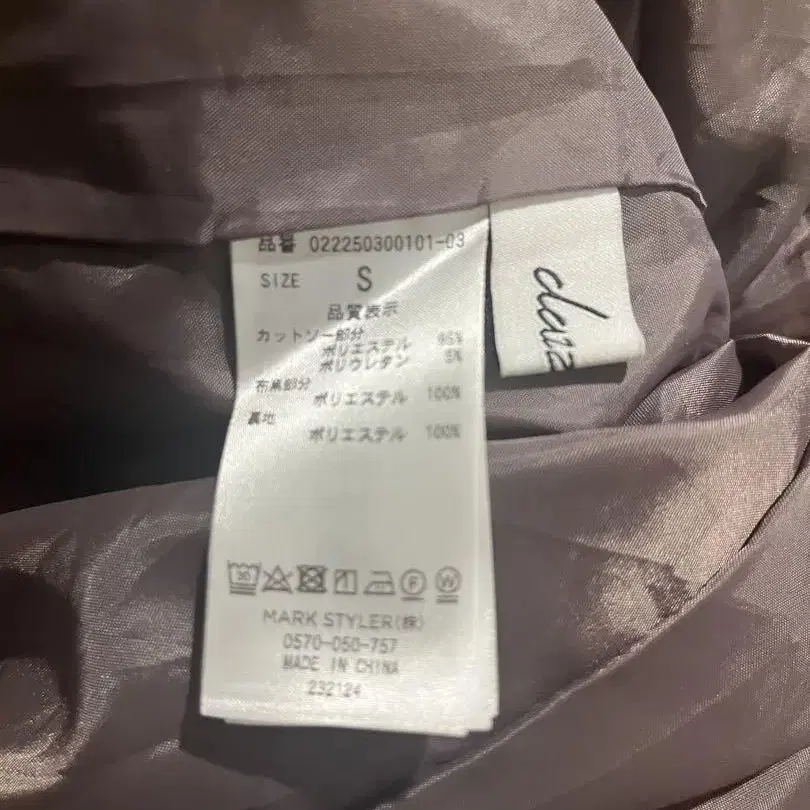 品番 022250300101-03
SIZE S
品質表示
カットソー部分
ポリエステル 95%
ポリウレタン 5%
布帛部分
ポリエステル 100%
裏地
ポリエステル 100%
30
F
W
MARK STYLER(株)
0570-050-757
MADE IN CHINA
232124